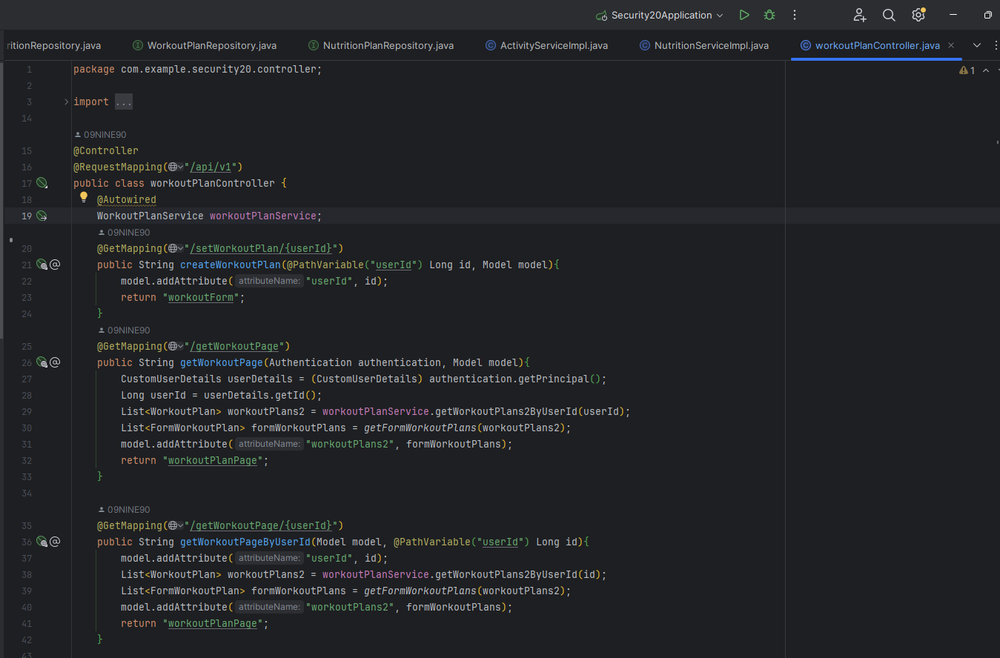 Security20Application
ritionRepository.java WorkoutPlanRepository.java NutritionPlanRepository.java ActivityServiceImpl.java NutritionServiceImpl.java workoutPlanController.java
1 package com.example.security20.controller;
1
2
3 import ...
14
09NINE90
15 @Controller
16 @RequestMapping("/api/v1")
17 public class workoutPlanController {
18 @Autowired
19 WorkoutPlanService workoutPlanService;
09NINE90
20 @GetMapping("/setWorkoutPlan/{userId}")
21 public String createWorkoutPlan(@PathVariable("userId") Long id, Model model){
22 model.addAttribute( attributeName: "userId", id);
23 return "workoutForm";
24 }
09NINE90
25 @GetMapping("/getWorkoutPage")
26 public String getWorkoutPage(Authentication authentication, Model model){
27 CustomUserDetails userDetails = (CustomUserDetails) authentication.getPrincipal();
28 Long userId = userDetails.getId();
29 List<WorkoutPlan> workoutPlans2 = workoutPlanService.getWorkoutPlans2ByUserId(userId);
30 List<FormWorkoutPlan> formWorkoutPlans = getFormWorkoutPlans(workoutPlans2);
31 model.addAttribute( attributeName: "workoutPlans2", formWorkoutPlans);
32 return "workoutPlanPage";
33 }
34
09NINE90
35 @GetMapping("/getWorkoutPage/{userId}")
36 public String getWorkoutPageByUserId(Model model, @PathVariable("userId") Long id){
37 model.addAttribute( attributeName: "userId", id);
38 List<WorkoutPlan> workoutPlans2 = workoutPlanService.getWorkoutPlans2ByUserId(id);
39 List<FormWorkoutPlan> formWorkoutPlans = getFormWorkoutPlans(workoutPlans2);
40 model.addAttribute( attributeName: "workoutPlans2", formWorkoutPlans);
41 return "workoutPlanPage";
42 }
43